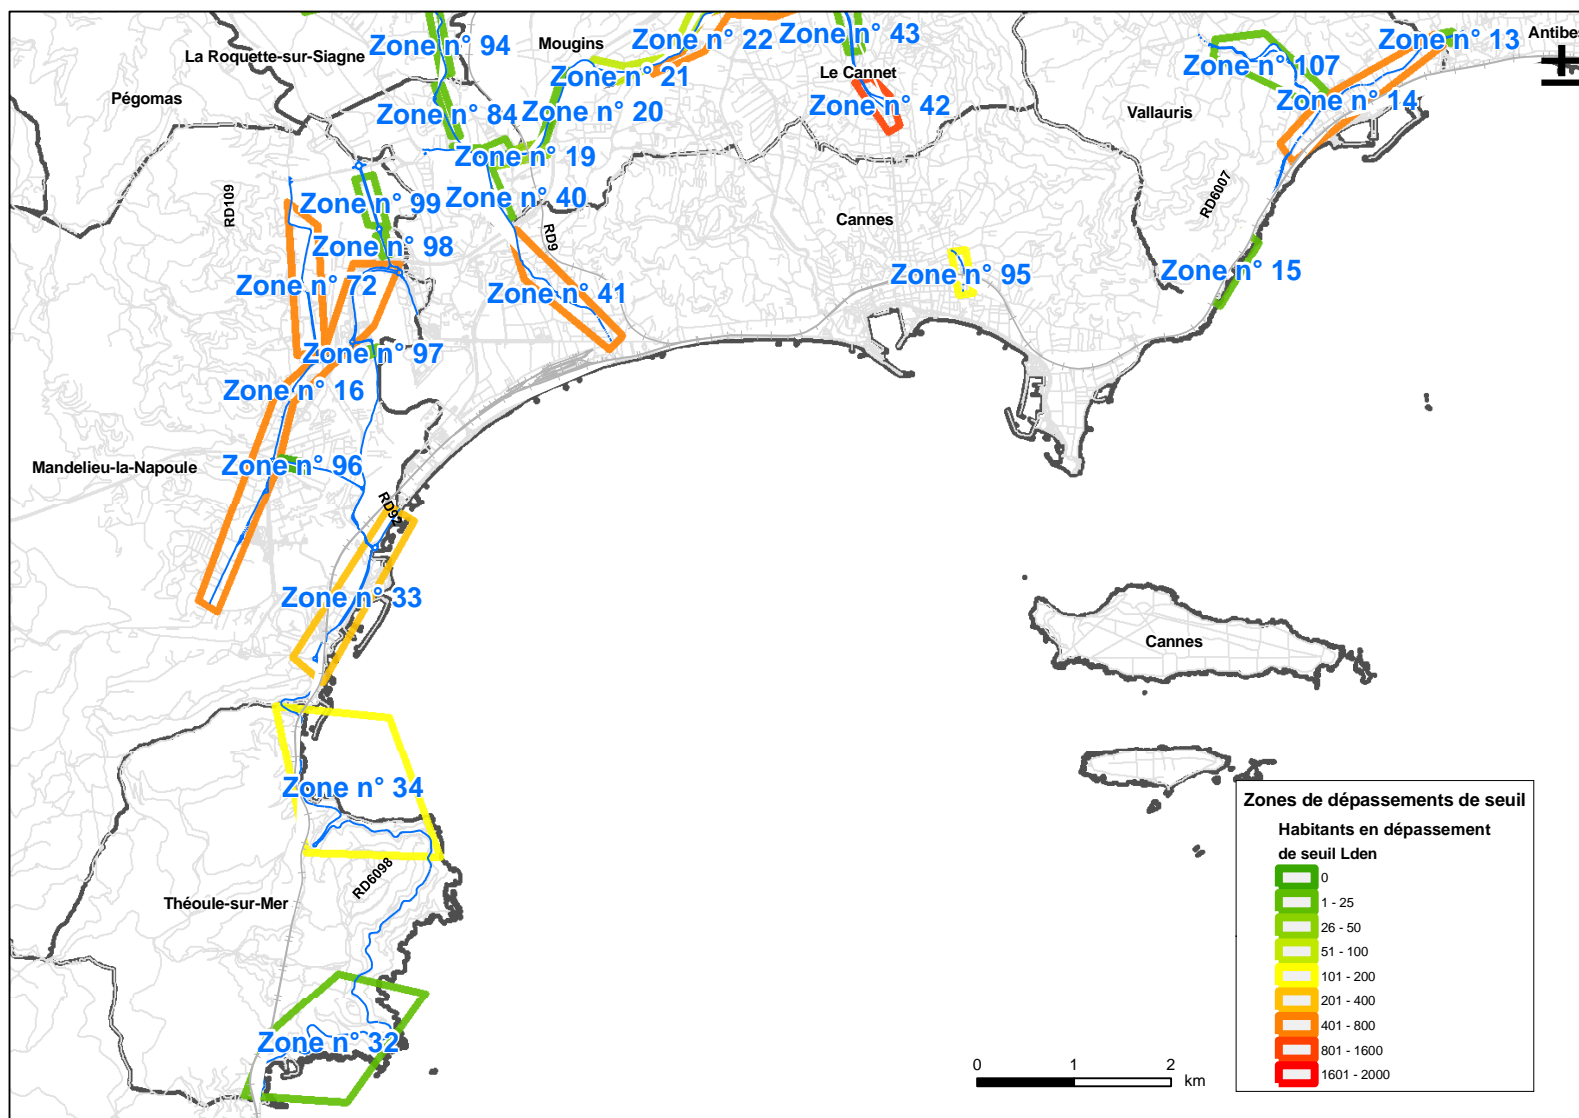 Zone n° 94
La Roquette-sur-Siagne
Mougins
Zone n° 22
Zone n° 43
Zone n° 13
Antibes
Pégomas
Zone n° 21
Le Cannet
Zone n° 107
Zone n° 84
Zone n° 20
Zone n° 42
Vallauris
Zone n° 14
Zone n° 19
RD109
Zone n° 99
Zone n° 40
Cannes
RD6007
Zone n° 98
RD9
Zone n° 72
Zone n° 41
Zone n° 95
Zone n° 15
Zone n° 97
Zone n° 16
Mandelieu-la-Napoule
Zone n° 96
RD92
Zone n° 33
Cannes
Zone n° 34
RD6098
Théoule-sur-Mer
Zone n° 32
0 1 2
km
Zones de dépassements de seuil
Habitants en dépassement
de seuil Lden
0
1 - 25
26 - 50
51 - 100
101 - 200
201 - 400
401 - 800
801 - 1600
1601 - 2000